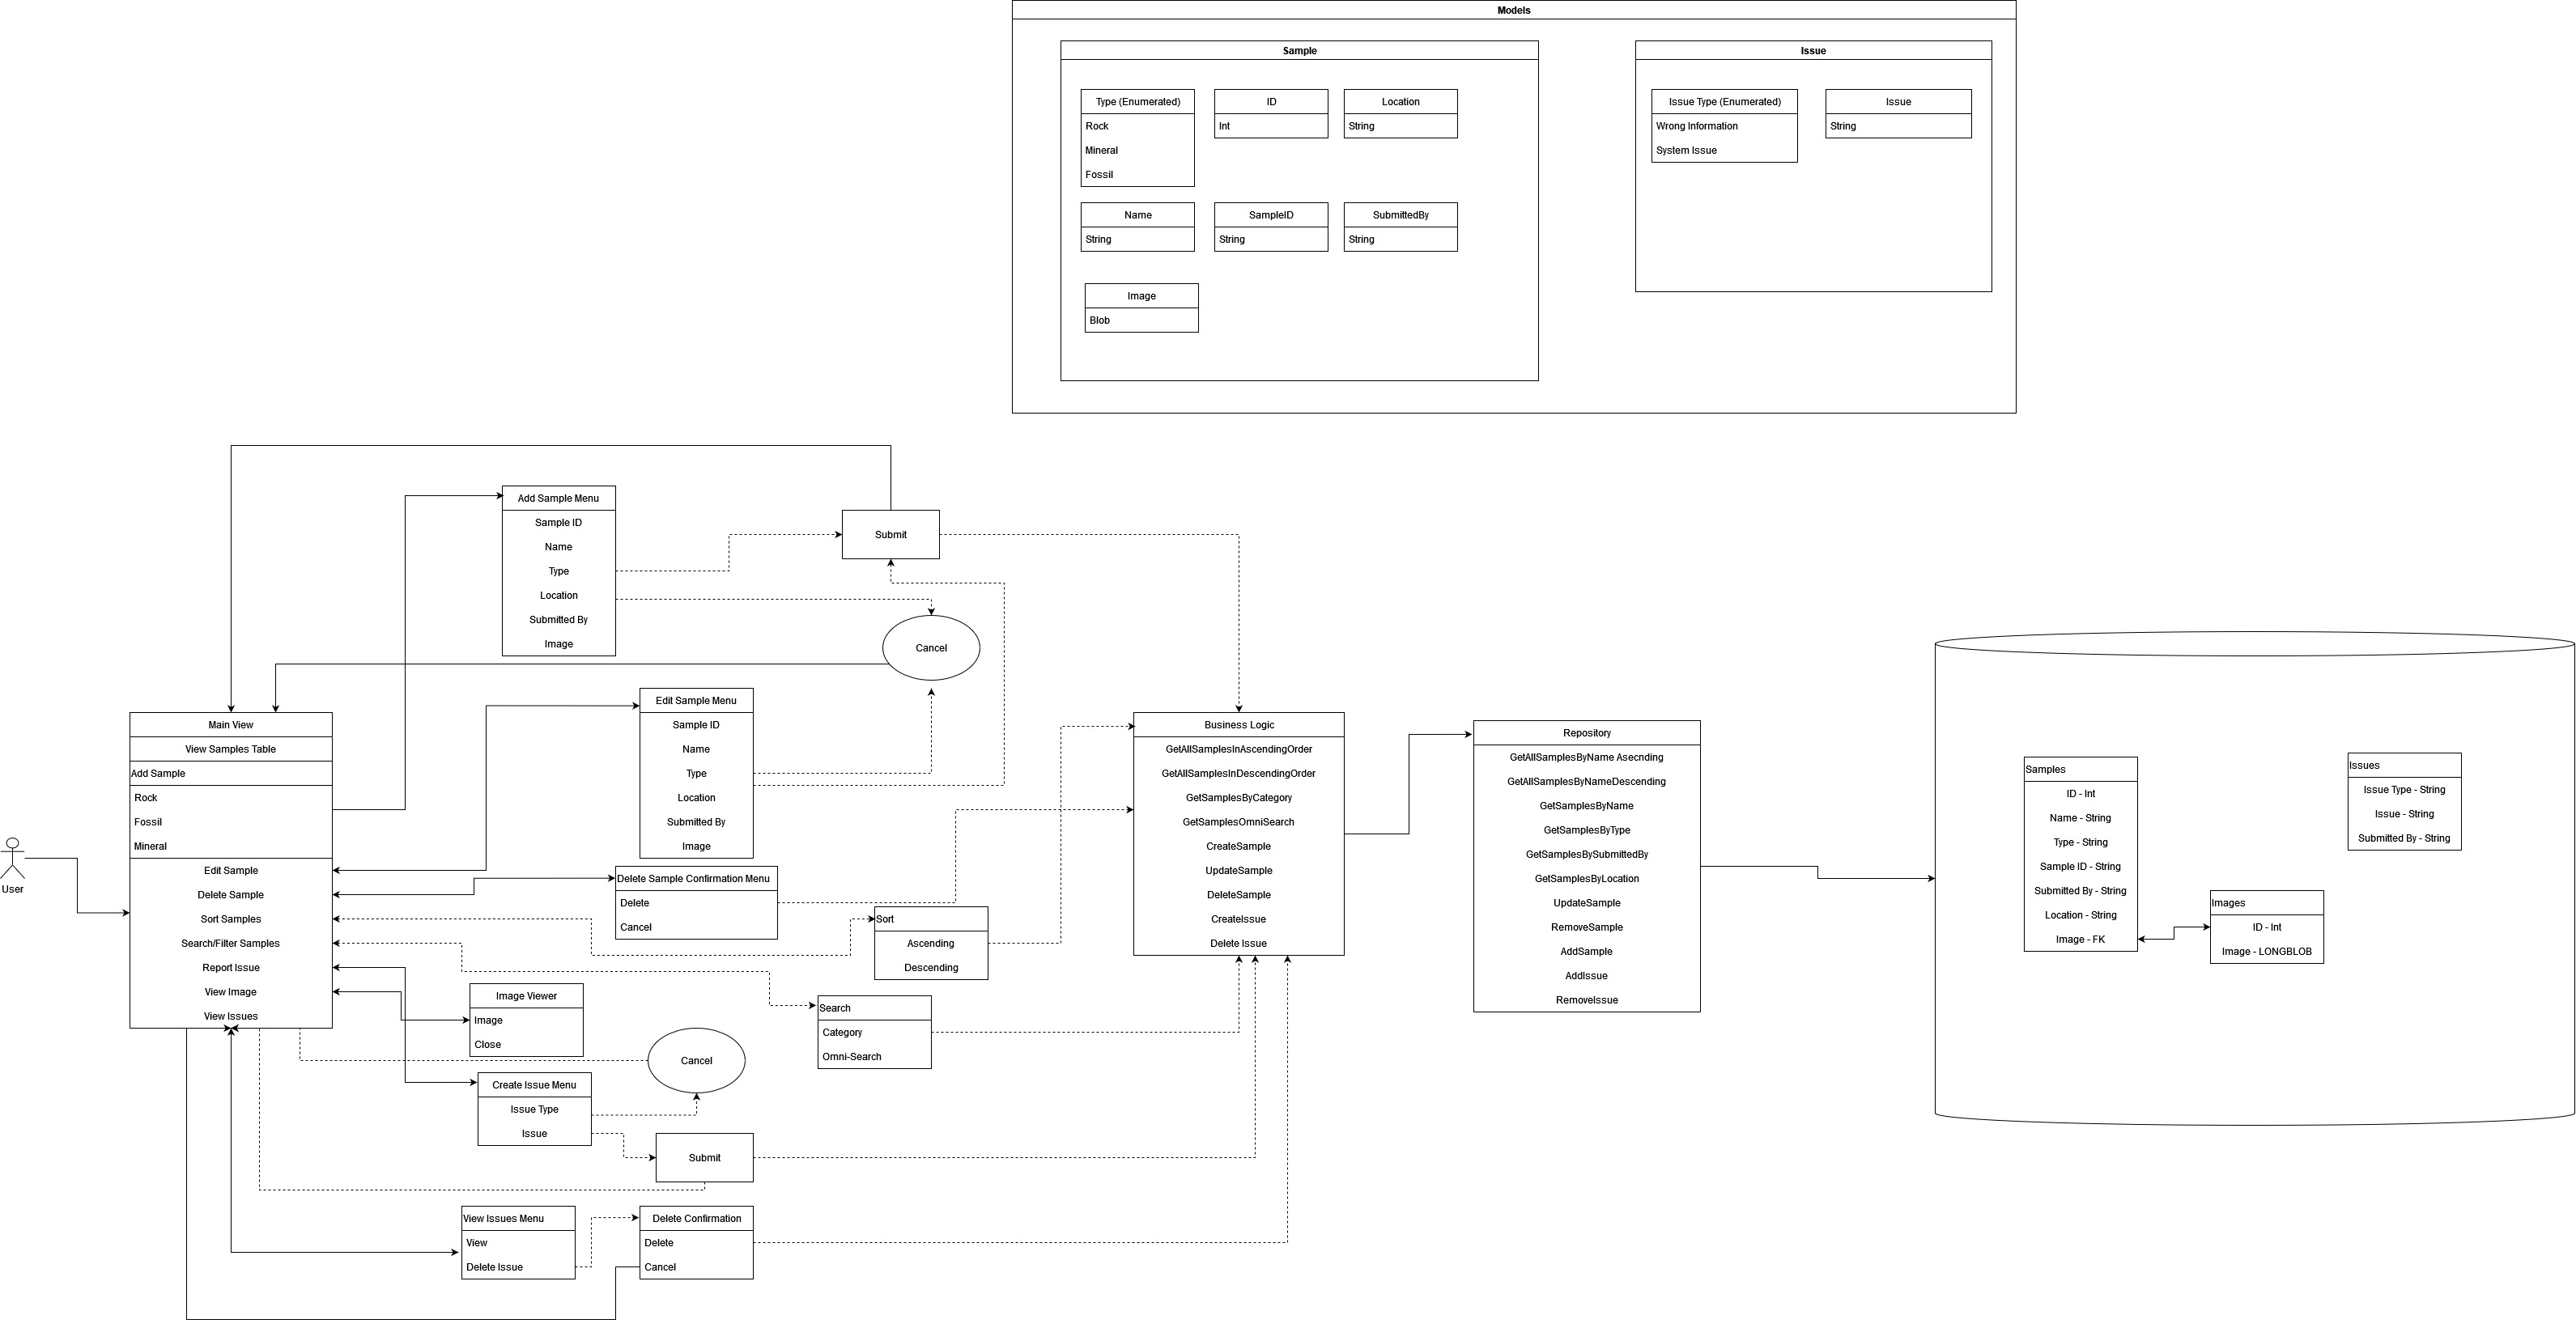 Models
Sample
Type (Enumerated)
Rock
Mineral
Fossil
ID
Int
Location
String
Name
String
SampleID
String
SubmittedBy
String
Image
Blob
Issue
Issue Type (Enumerated)
Wrong Information
System Issue
Issue
String
User
Main View
View Samples Table
Add Sample
Rock
Fossil
Mineral
Edit Sample
Delete Sample
Sort Samples
Search/Filter Samples
Report Issue
View Image
View Issues
Add Sample Menu
Sample ID
Name
Type
Location
Submitted By
Image
Submit
Cancel
Edit Sample Menu
Sample ID
Name
Type
Location
Submitted By
Image
Delete Sample Confirmation Menu
Delete
Cancel
Sort
Ascending
Descending
Image Viewer
Image
Close
Search
Category
Omni-Search
Cancel
Create Issue Menu
Issue Type
Issue
Submit
View Issues Menu
View
Delete Issue
Delete Confirmation
Delete
Cancel
Business Logic
GetAllSamplesInAscendingOrder
GetAllSamplesInDescendingOrder
GetSamplesByCategory
GetSamplesOmniSearch
CreateSample
UpdateSample
DeleteSample
CreateIssue
Delete Issue
Repository
GetAllSamplesByName Asecnding
GetAllSamplesByNameDescending
GetSamplesByName
GetSamplesByType
GetSamplesBySubmittedBy
GetSamplesByLocation
UpdateSample
RemoveSample
AddSample
AddIssue
RemoveIssue
Samples
ID - Int
Name - String
Type - String
Sample ID - String
Submitted By - String
Location - String
Image - FK
Images
ID - Int
Image - LONGBLOB
Issues
Issue Type - String
Issue - String
Submitted By - String